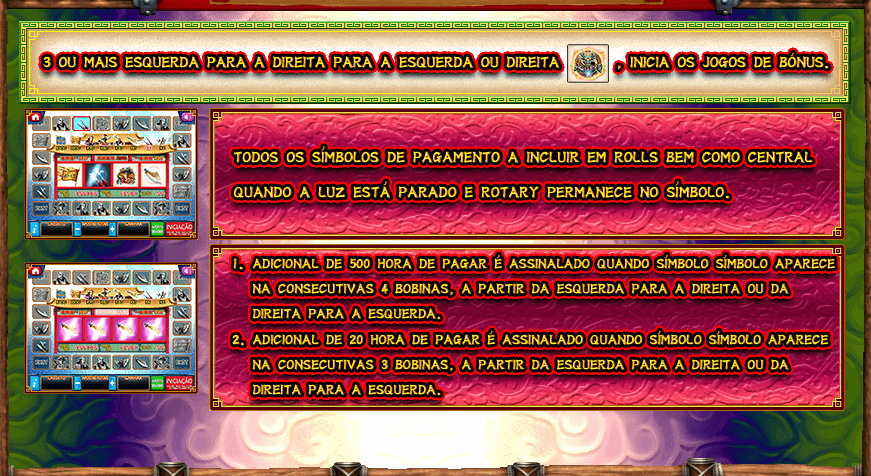 3 OU MAIS ESQUERDA PARA A DIREITA PARA A ESQUERDA OU DIREITA , INICIA OS JOGOS DE BÓNUS.
TODOS OS SÍMBOLOS DE PAGAMENTO A INCLUIR EM ROLLS BEM COMO CENTRAL
QUANDO A LUZ ESTÁ PARADO E ROTARY PERMANECE NO SÍMBOLO.
INICIAÇÃO
1. ADICIONAL DE 500 HORA DE PAGAR É ASSINALADO QUANDO SÍMBOLO SÍMBOLO APARECE
NA CONSECUTIVAS 4 BOBINAS, A PARTIR DA ESQUERDA PARA A DIREITA OU DA
DIREITA PARA A ESQUERDA.
2. ADICIONAL DE 20 HORA DE PAGAR É ASSINALADO QUANDO SÍMBOLO SÍMBOLO APARECE
NA CONSECUTIVAS 3 BOBINAS, A PARTIR DA ESQUERDA PARA A DIREITA OU DA
DIREITA PARA A ESQUERDA.
INICIAÇÃO